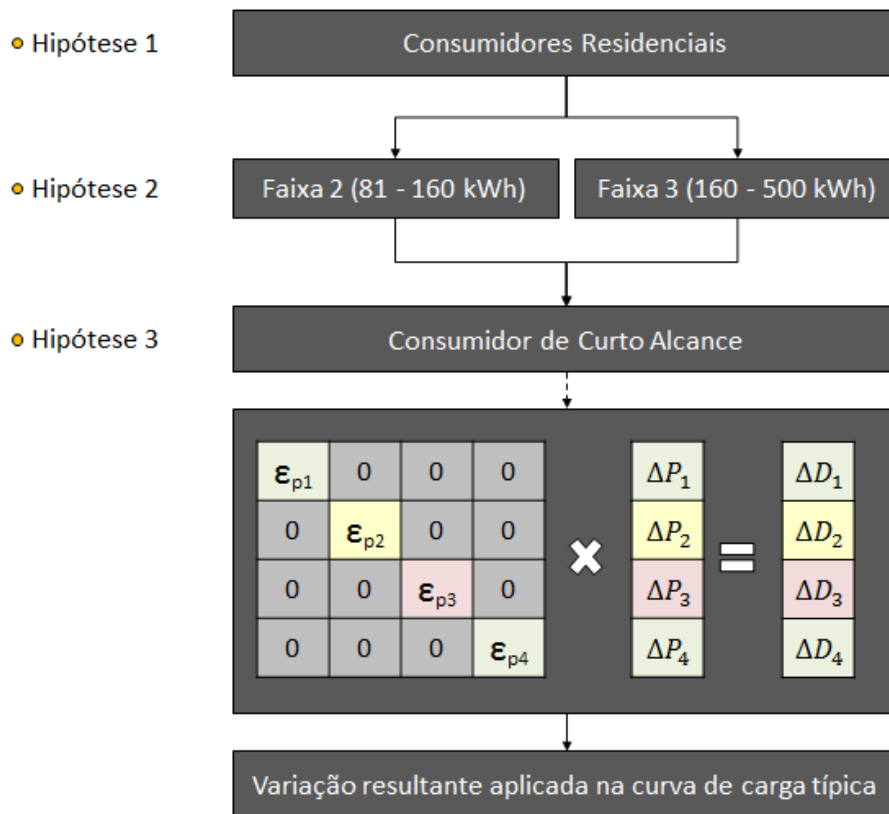 Hipótese 1
Consumidores Residenciais
Hipótese 2
Faixa 2 (81 - 160 kWh)
Faixa 3 (160 - 500 kWh)
Hipótese 3
Consumidor de Curto Alcance
εp1 0 0 0 ΔP1 ΔD1
0 εp2 0 0 ΔP2 ΔD2
× =
0 0 εp3 0 ΔP3 ΔD3
0 0 0 εp4 ΔP4 ΔD4
Variação resultante aplicada na curva de carga típica